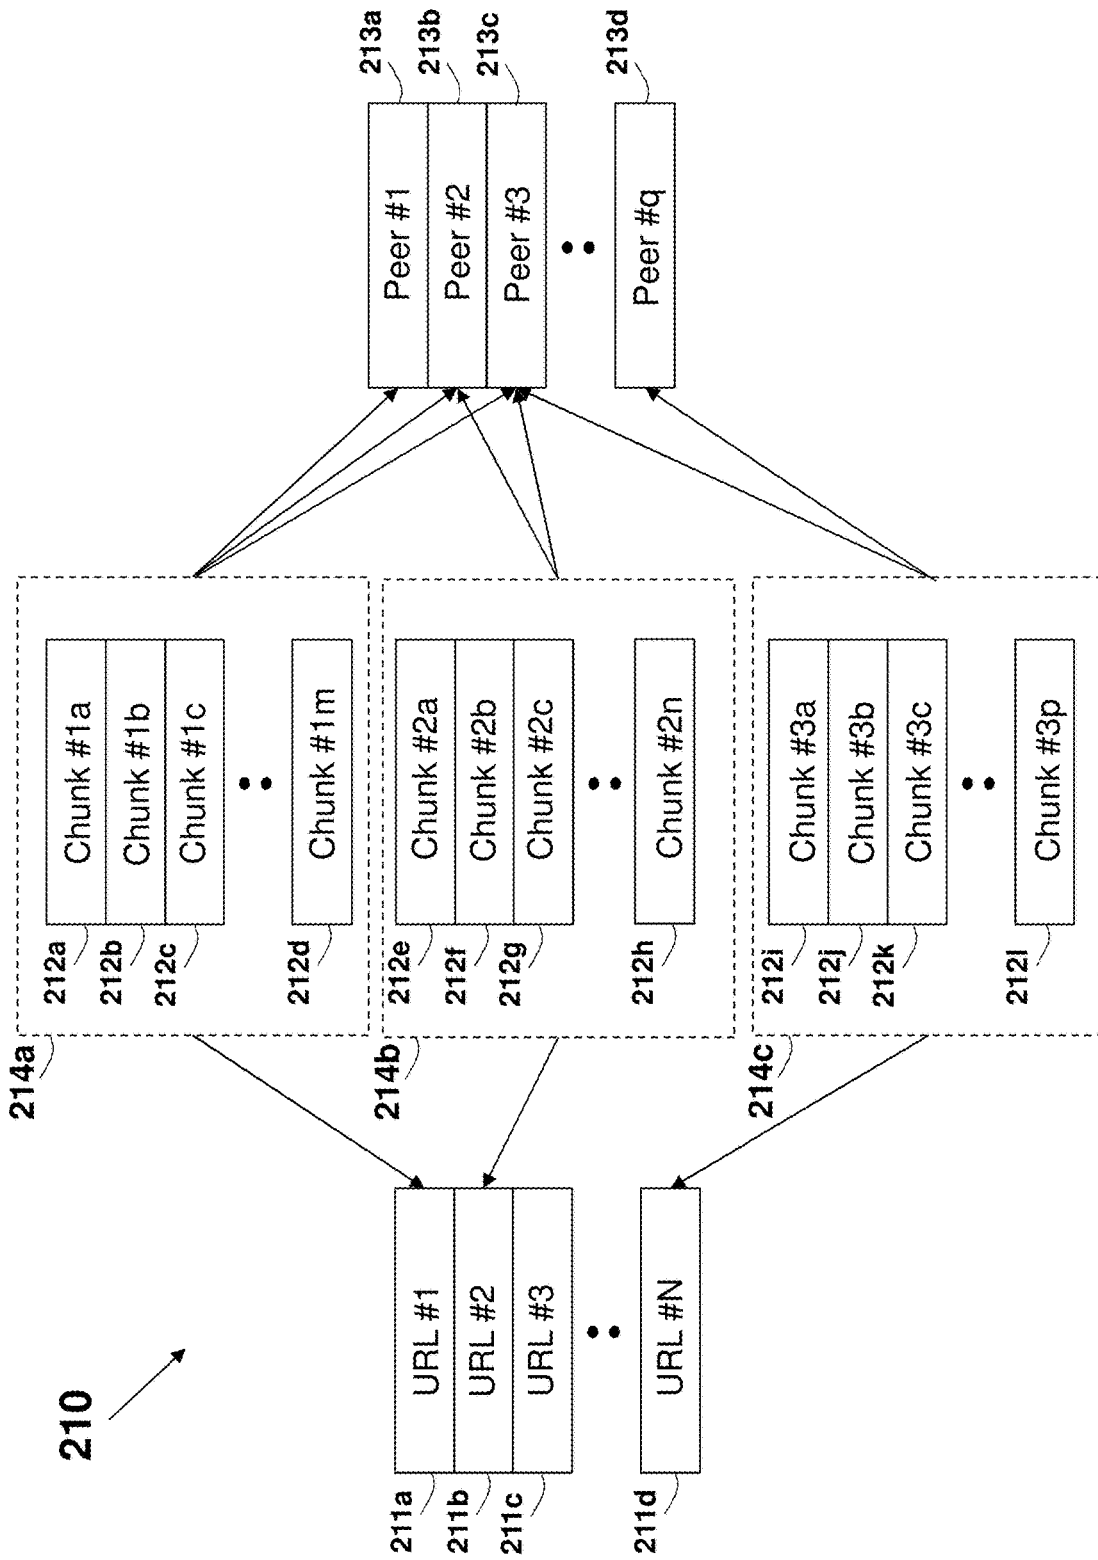 210
211a
URL #1
211b
URL #2
211c
URL #3
211d
URL #N
214a
212a
Chunk #1a
212b
Chunk #1b
212c
Chunk #1c
212d
Chunk #1m
214b
212e
Chunk #2a
212f
Chunk #2b
212g
Chunk #2c
212h
Chunk #2n
214c
212i
Chunk #3a
212j
Chunk #3b
212k
Chunk #3c
212l
Chunk #3p
Peer #1
213a
Peer #2
213b
Peer #3
213c
Peer #q
213d